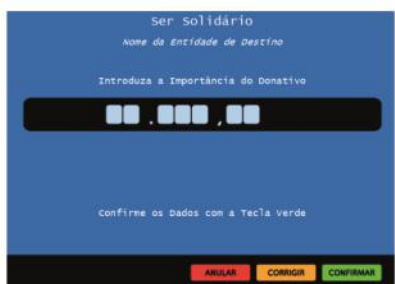 Ser Solidário
Nome da Entidade de Destino
Introduza a Importância do Donativo
. ,
Confirme os Dados com a Tecla Verde
ANULAR CORRIGIR CONFIRMAR